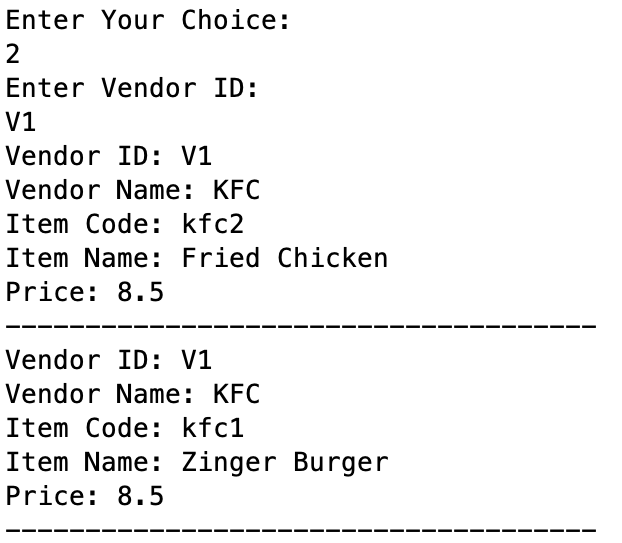 Enter Your Choice:
2
Enter Vendor ID:
V1
Vendor ID: V1
Vendor Name: KFC
Item Code: kfc2
Item Name: Fried Chicken
Price: 8.5
-------------------------------------
Vendor ID: V1
Vendor Name: KFC
Item Code: kfc1
Item Name: Zinger Burger
Price: 8.5
-------------------------------------